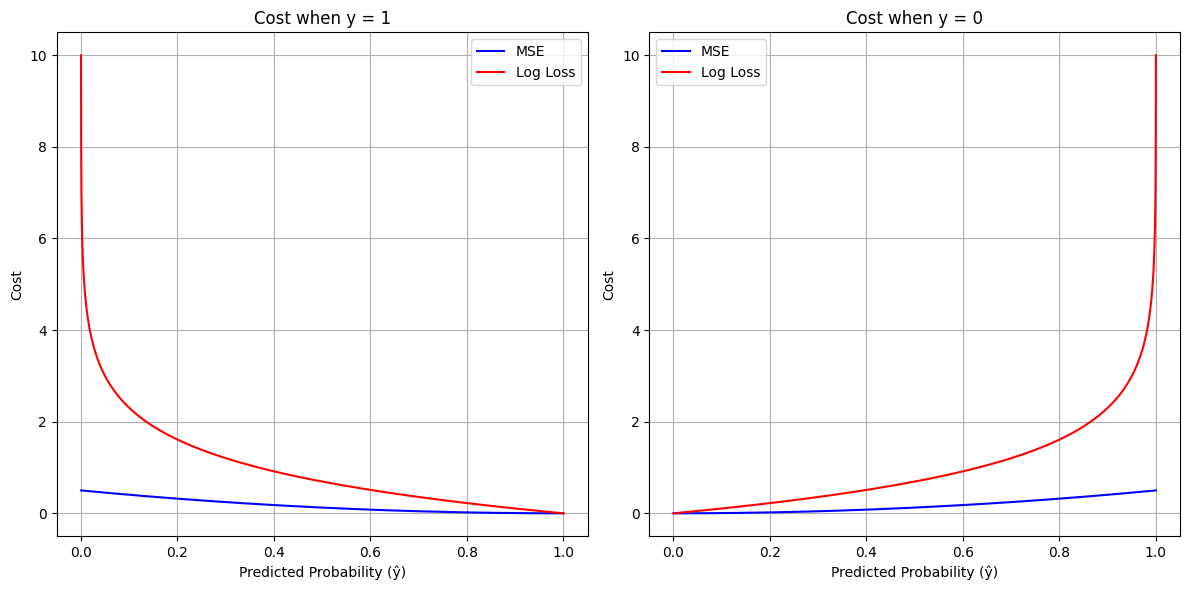 Cost when y = 1
MSE
Log Loss
10
8
6
4
2
0
Cost
0.0 0.2 0.4 0.6 0.8 1.0
Predicted Probability (ŷ)
Cost when y = 0
MSE
Log Loss
10
8
6
4
2
0
Cost
0.0 0.2 0.4 0.6 0.8 1.0
Predicted Probability (ŷ)